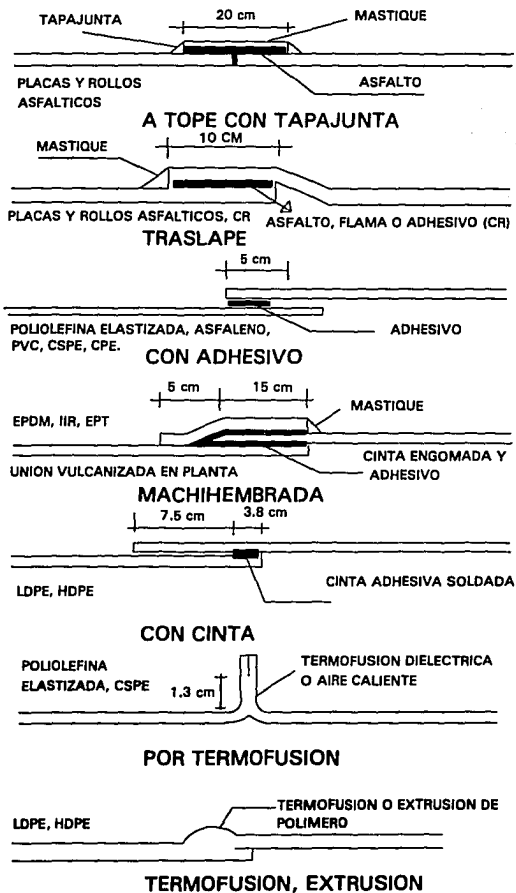 20 cm
MASTIQUE
TAPAJUNTA
PLACAS Y ROLLOS
ASFALTICOS
ASFALTO
A TOPE CON TAPAJUNTA
10 CM
MASTIQUE
PLACAS Y ROLLOS ASFALTICOS, CR
ASFALTO, FLAMA O ADHESIVO (CR)
TRASLAPE
5 cm
POLIOLEFINA ELASTIZADA, ASFALENO,
PVC, CSPE, CPE.
ADHESIVO
CON ADHESIVO
5 cm
15 cm
MASTIQUE
EPDM, IIR, EPT
CINTA ENGOMADA Y
ADHESIVO
UNION VULCANIZADA EN PLANTA
MACHIHEMBRADA
7.5 cm
3.8 cm
LDPE, HDPE
CINTA ADHESIVA SOLDADA
CON CINTA
POLIOLEFINA
ELASTIZADA, CSPE
1.3 cm
TERMOFUSION DIELECTRICA
O AIRE CALIENTE
POR TERMOFUSION
LDPE, HDPE
TERMOFUSION O EXTRUSION DE
POLIMERO
TERMOFUSION, EXTRUSION